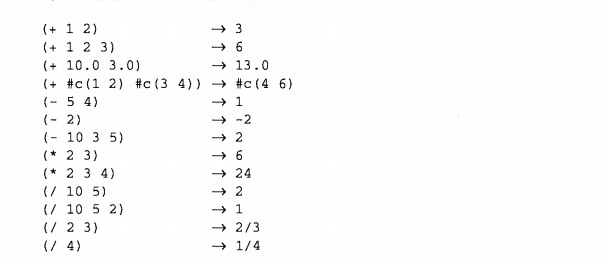 (+ 1 2) → 3
(+ 1 2 3) → 6
(+ 10.0 3.0) → 13.0
(+ #c(1 2) #c(3 4)) → #c(4 6)
(- 5 4) → 1
(- 2) → -2
(- 10 3 5) → 2
(* 2 3) → 6
(* 2 3 4) → 24
(/ 10 5) → 2
(/ 10 5 2) → 1
(/ 2 3) → 2/3
(/ 4) → 1/4